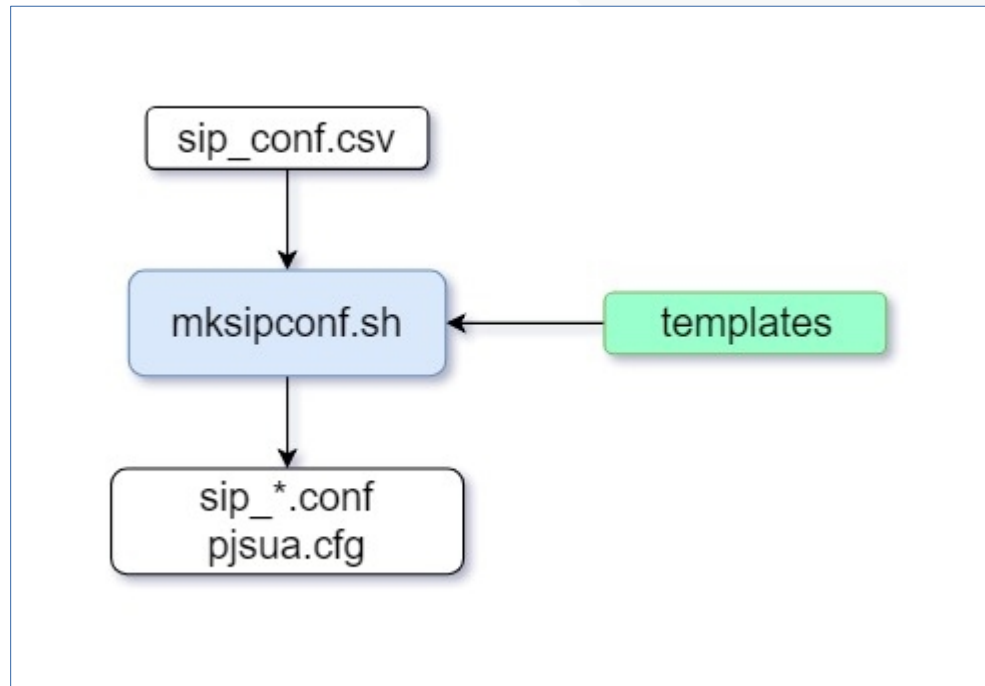 sip_conf.csv
mksipconf.sh
templates
sip_*.conf
pjsua.cfg